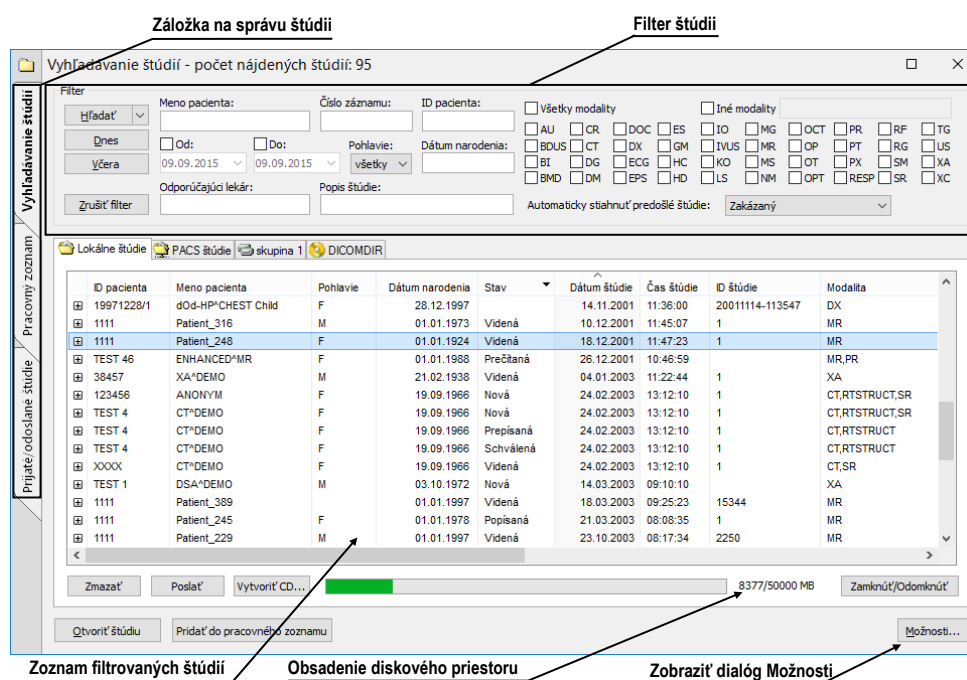 Záložka na správu štúdii
Filter štúdii
Vyhľadávanie štúdií - počet nájdených štúdií: 95
Vyhľadávanie štúdií
Pracovný zoznam
Prijaté/odoslané štúdie
Filter
Hľadať
Dnes
Včera
Zrušiť filter
Meno pacienta:
Číslo záznamu:
ID pacienta:
Od:
Do:
Pohlavie:
Dátum narodenia:
09.09.2015
09.09.2015
všetky
Odporúčajúci lekár:
Popis štúdie:
Všetky modality
Iné modality
AU CR DOC ES IO MG OCT PR RF TG
BDUS CT DX GM IVUS MR OP PT RG US
BI DG ECG HC KO MS OT PX SM XA
BMD DM EPS HD LS NM OPT RESP SR XC
Automaticky stiahnuť predošlé štúdie:
Zakázaný
Lokálne štúdie
PACS štúdie
skupina 1
DICOMDIR
ID pacienta Meno pacienta Pohlavie Dátum narodenia Stav Dátum štúdie Čas štúdie ID štúdie Modalita
19971228/1 dOd-HP^CHEST Child F 28.12.1997 14.11.2001 11:36:00 20011114-113547 DX
1111 Patient_316 M 01.01.1973 Videná 10.12.2001 11:45:07 1 MR
1111 Patient_248 F 01.01.1924 Videná 18.12.2001 11:47:23 1 MR
TEST 46 ENHANCED^MR F 01.01.1988 Prečítaná 26.12.2001 10:46:59 MR,PR
38457 XA^DEMO M 21.02.1938 Videná 04.01.2003 11:22:44 1 XA
123456 ANONYM F 19.09.1966 Nová 24.02.2003 13:12:10 1 CT,RTSTRUCT,SR
TEST 4 CT^DEMO F 19.09.1966 Nová 24.02.2003 13:12:10 1 CT,RTSTRUCT,SR
TEST 4 CT^DEMO F 19.09.1966 Prepísaná 24.02.2003 13:12:10 1 CT,RTSTRUCT
TEST 4 CT^DEMO F 19.09.1966 Schválená 24.02.2003 13:12:10 1 CT,RTSTRUCT
XXXX CT^DEMO F 19.09.1966 Videná 24.02.2003 13:12:10 1 CT,SR
TEST 1 DSA^DEMO M 03.10.1972 Nová 14.03.2003 09:10:10 XA
1111 Patient_389 01.01.1997 Videná 18.03.2003 09:25:23 15344 MR
1111 Patient_245 F 01.01.1978 Popísaná 21.03.2003 08:08:35 1 MR
1111 Patient_229 M 01.01.1997 Videná 23.10.2003 08:17:34 2250 MR
Zmazať
Poslať
Vytvoriť CD...
8377/50000 MB
Zamknúť/Odomknúť
Otvoriť štúdiu
Pridať do pracovného zoznamu
Možnosti...
Zoznam filtrovaných štúdií
Obsadenie diskového priestoru
Zobraziť dialóg Možnosti